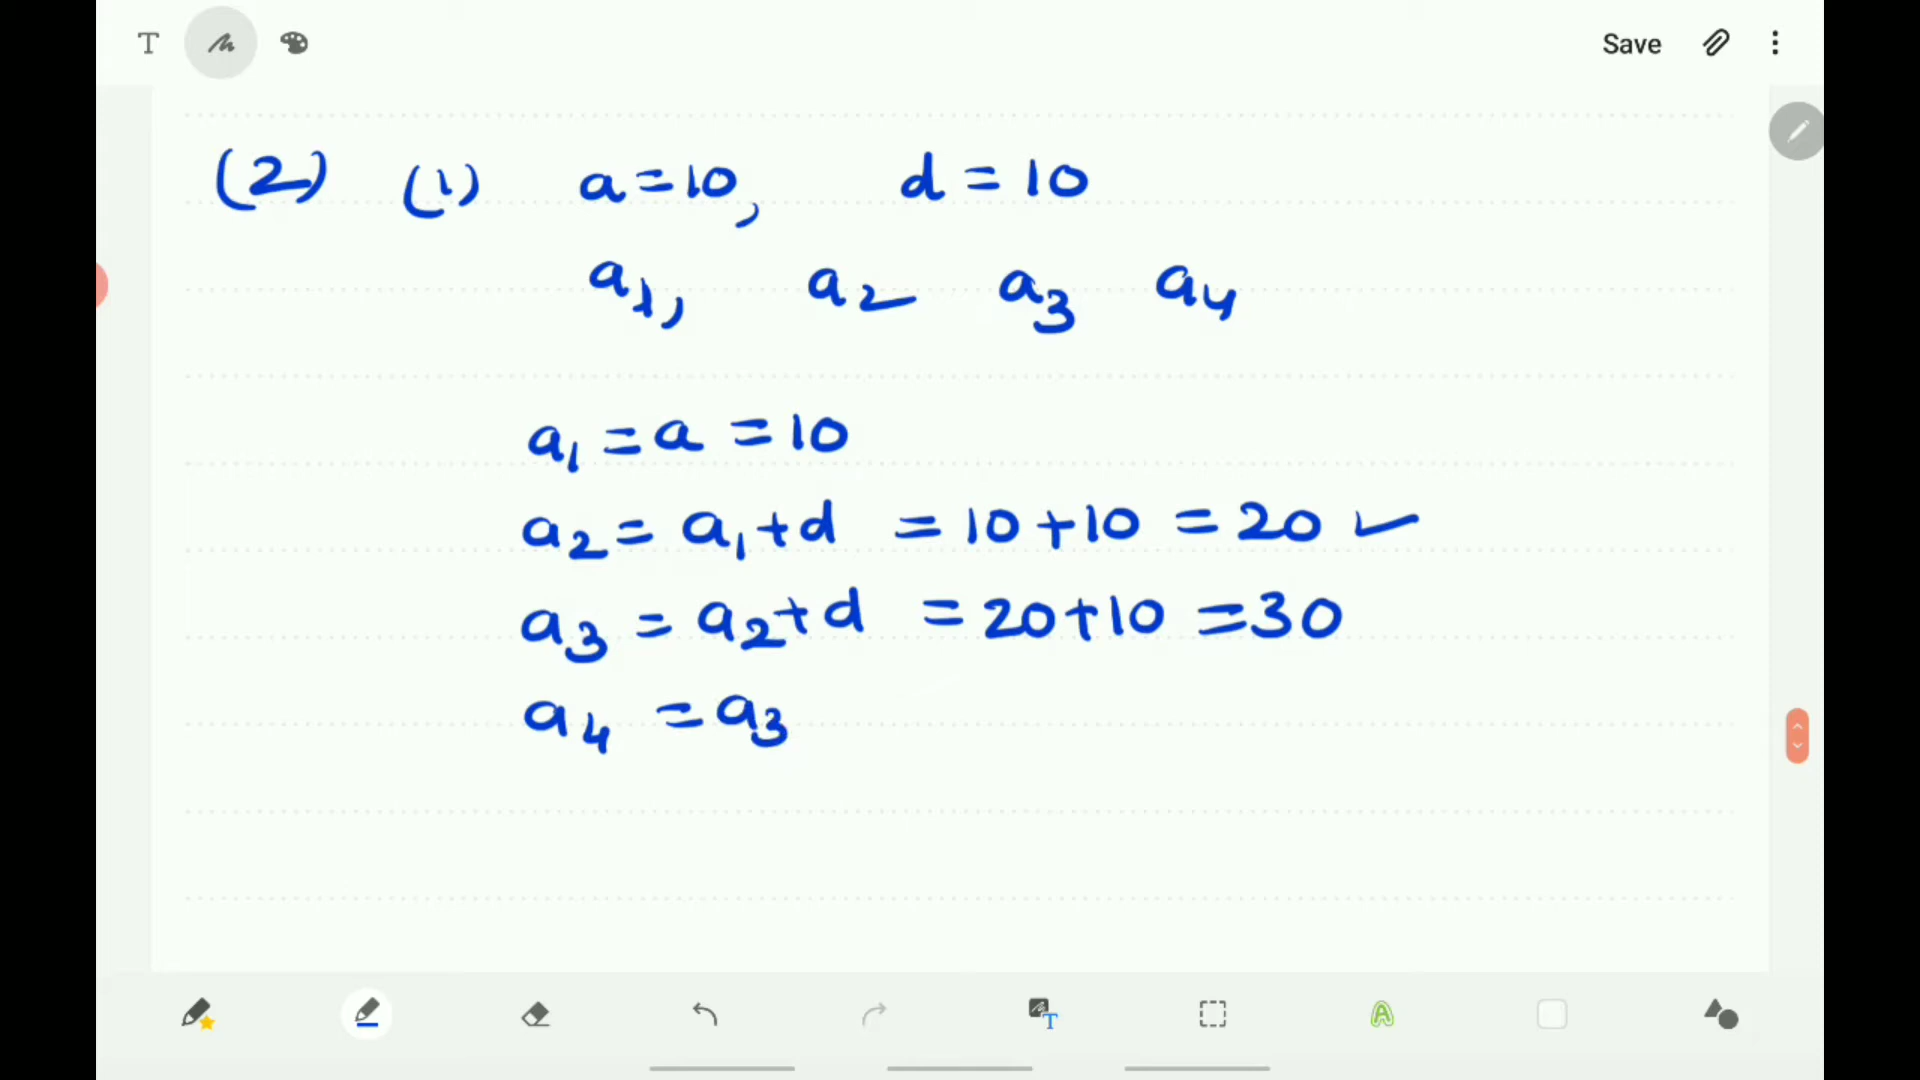 T Save
(2) (1) a=10, d=10
a1, a2 a3 a4
a1 = a = 10
a2 = a1+d = 10+10 = 20 ✓
a3 = a2+d = 20+10 = 30
a4 = a3
T A